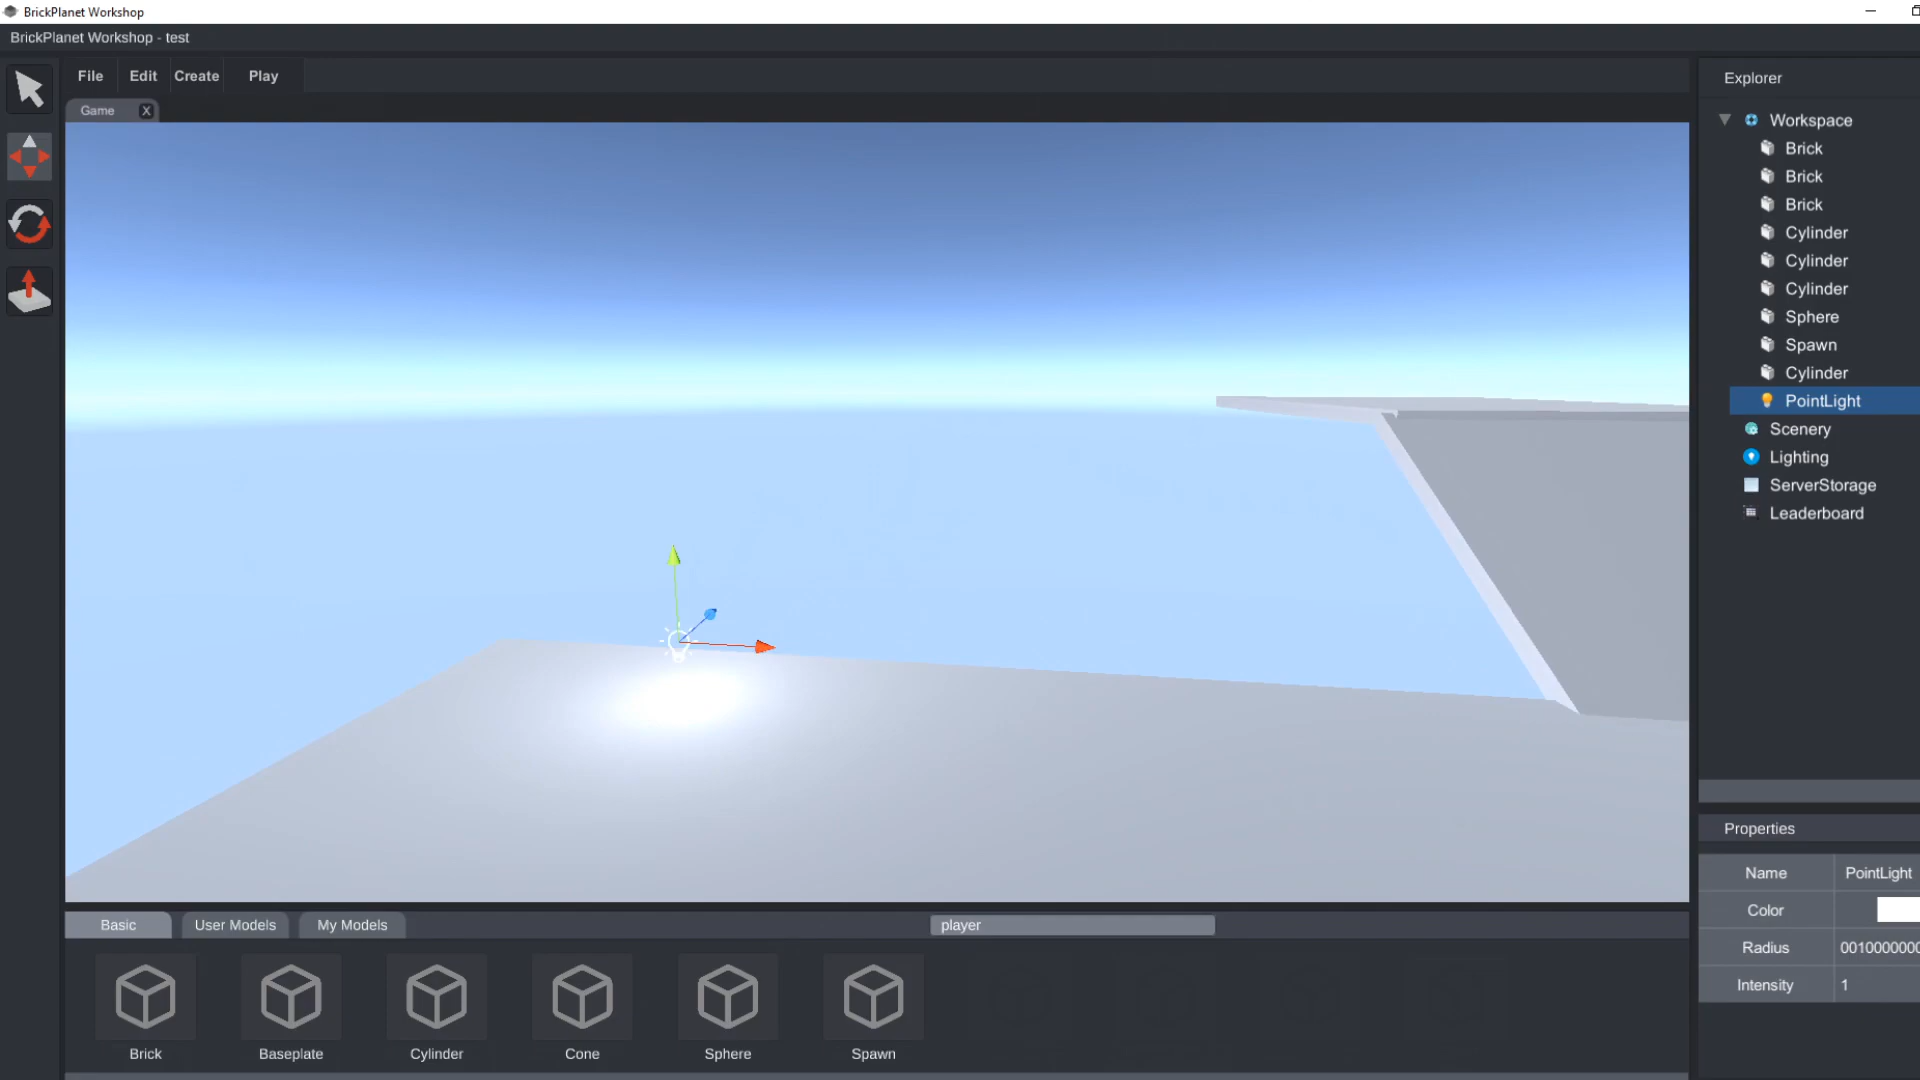 BrickPlanet Workshop
BrickPlanet Workshop - test
File Edit Create Play
Game X
Explorer
Workspace
Brick
Brick
Brick
Cylinder
Cylinder
Cylinder
Sphere
Spawn
Cylinder
PointLight
Scenery
Lighting
ServerStorage
Leaderboard
Properties
Name PointLight
Color
Radius 0010000000
Intensity 1
Basic User Models My Models player
Brick Baseplate Cylinder Cone Sphere Spawn